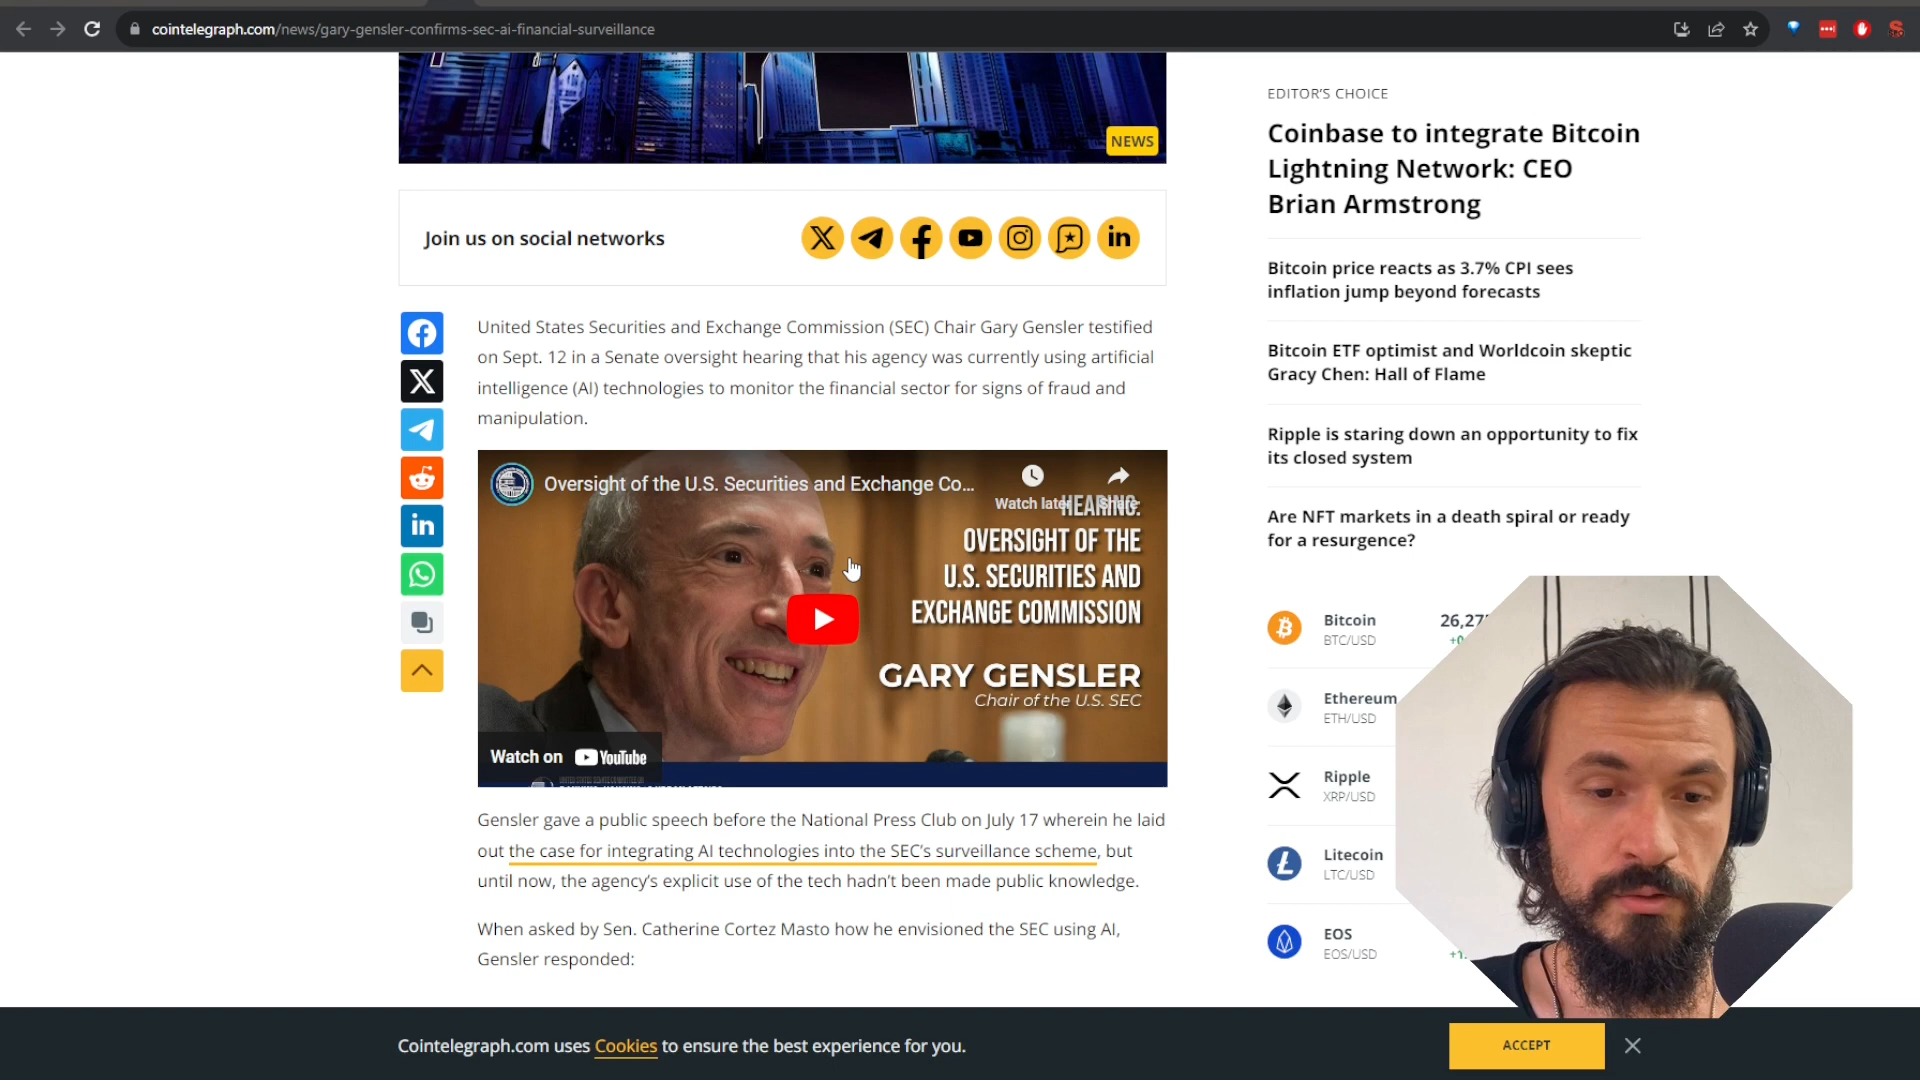 cointelegraph.com/news/gary-gensler-confirms-sec-ai-financial-surveillance
NEWS
Join us on social networks
United States Securities and Exchange Commission (SEC) Chair Gary Gensler testified
on Sept. 12 in a Senate oversight hearing that his agency was currently using artificial
intelligence (AI) technologies to monitor the financial sector for signs of fraud and
manipulation.
Oversight of the U.S. Securities and Exchange Co...
Watch later
Share
HEARING:
OVERSIGHT OF THE
U.S. SECURITIES AND
EXCHANGE COMMISSION
GARY GENSLER
Chair of the U.S. SEC
Watch on YouTube
Gensler gave a public speech before the National Press Club on July 17 wherein he laid
out the case for integrating AI technologies into the SEC's surveillance scheme, but
until now, the agency's explicit use of the tech hadn't been made public knowledge.
When asked by Sen. Catherine Cortez Masto how he envisioned the SEC using AI,
Gensler responded:
EDITOR'S CHOICE
Coinbase to integrate Bitcoin
Lightning Network: CEO
Brian Armstrong
Bitcoin price reacts as 3.7% CPI sees
inflation jump beyond forecasts
Bitcoin ETF optimist and Worldcoin skeptic
Gracy Chen: Hall of Flame
Ripple is staring down an opportunity to fix
its closed system
Are NFT markets in a death spiral or ready
for a resurgence?
Bitcoin
BTC/USD
Ethereum
ETH/USD
Ripple
XRP/USD
Litecoin
LTC/USD
EOS
EOS/USD
Cointelegraph.com uses Cookies to ensure the best experience for you.
ACCEPT